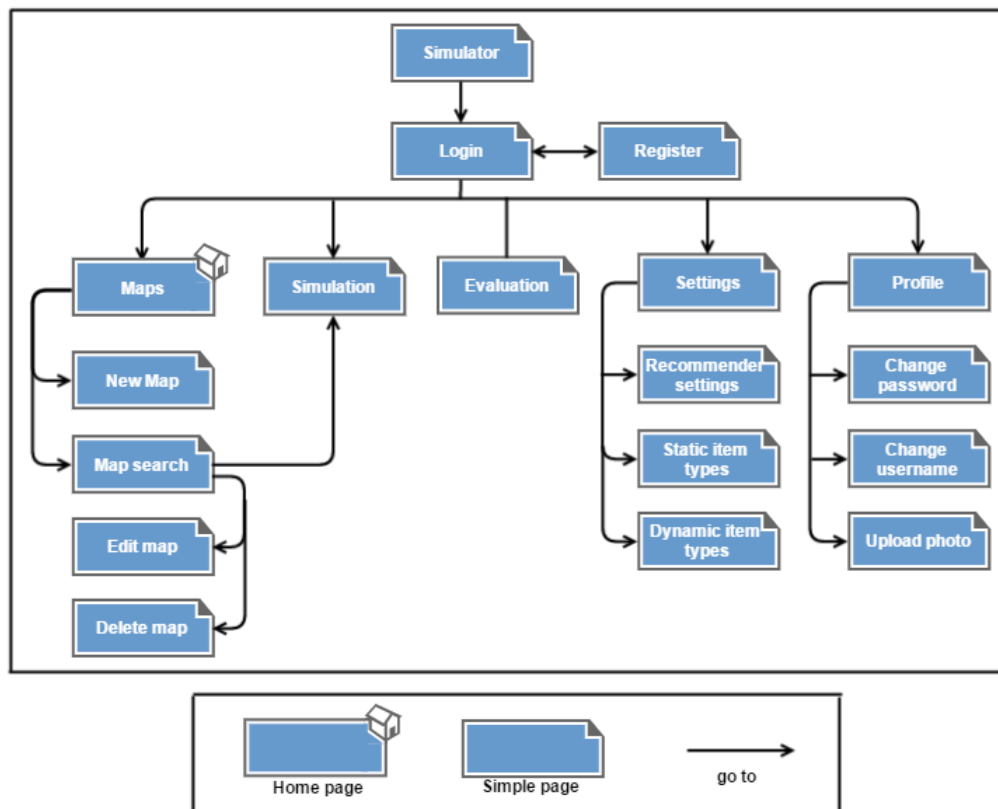 Simulator
Login
Register
Maps
Simulation
Evaluation
Settings
Profile
New Map
Recommender
settings
Change
password
Map search
Static item
types
Change
username
Edit map
Dynamic item
types
Upload photo
Delete map
Home page
Simple page
go to